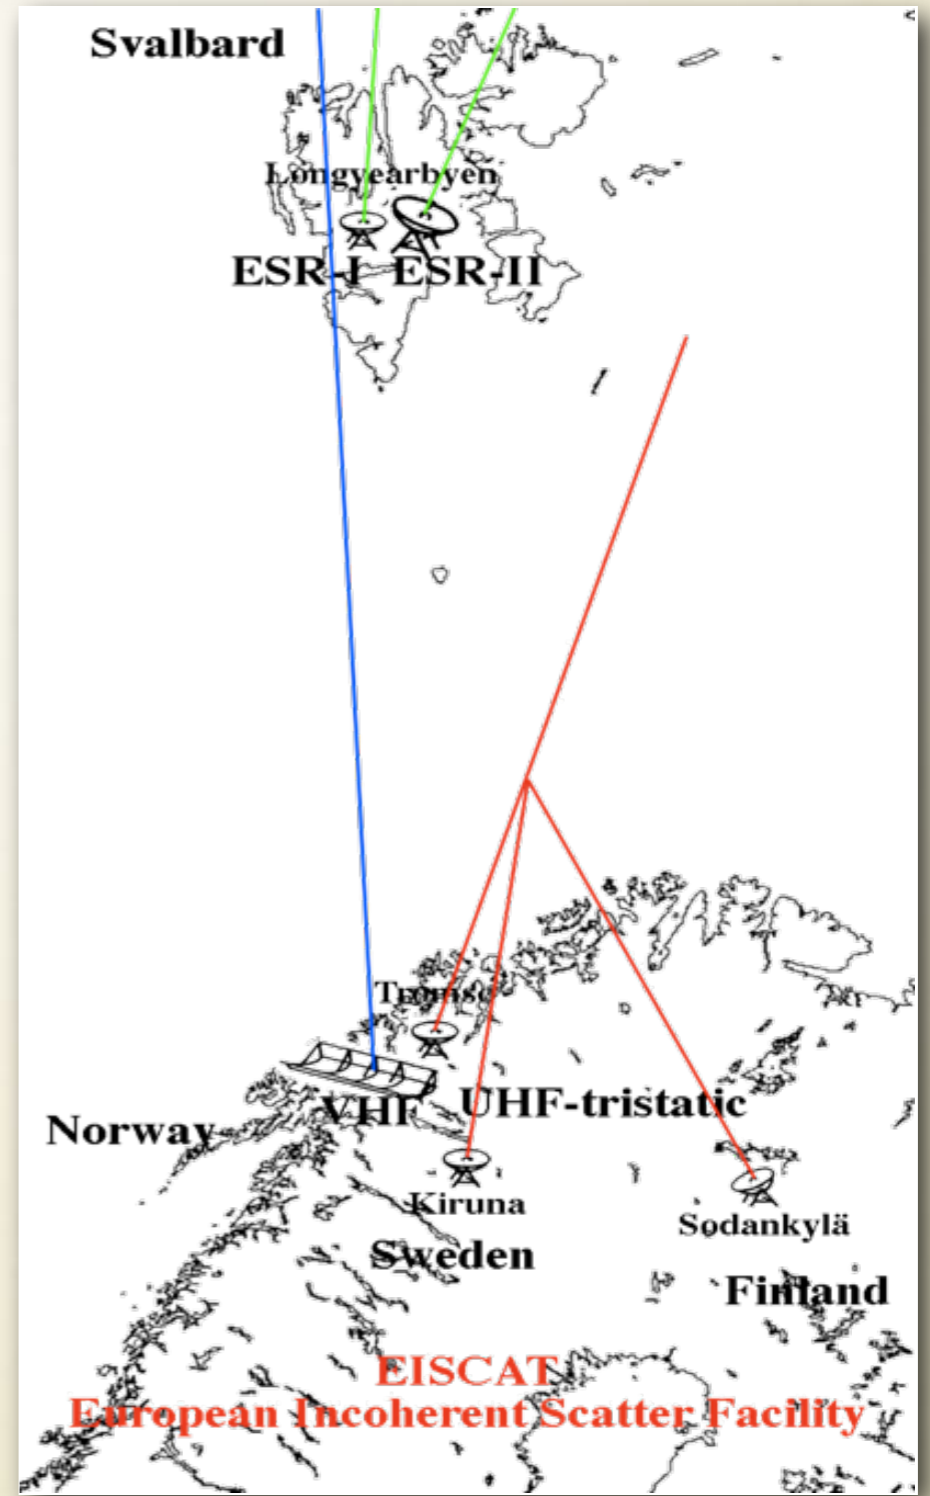 Svalbard
Longyearbyen
ESR-I ESR-II
Tromsø
VHF UHF-tristatic
Norway
Kiruna
Sodankylä
Sweden
Finland
EISCAT
European Incoherent Scatter Facility